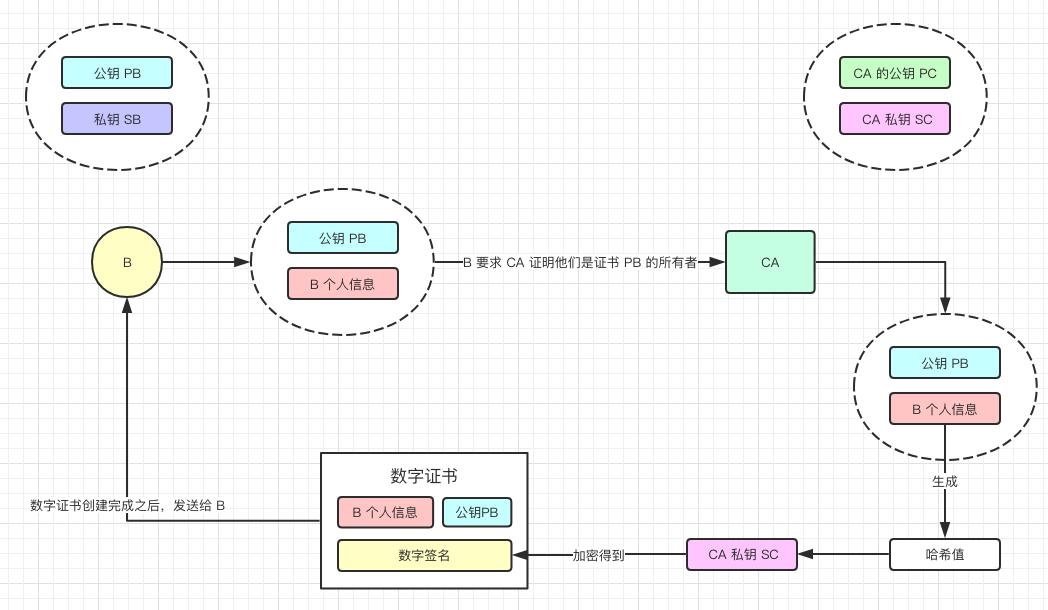 公钥 PB
私钥 SB
CA 的公钥 PC
CA 私钥 SC
B
公钥 PB
B 个人信息
B 要求 CA 证明他们是证书 PB 的所有者
CA
公钥 PB
B 个人信息
生成
哈希值
CA 私钥 SC
加密得到
数字证书
B 个人信息
公钥PB
数字签名
数字证书创建完成之后，发送给 B